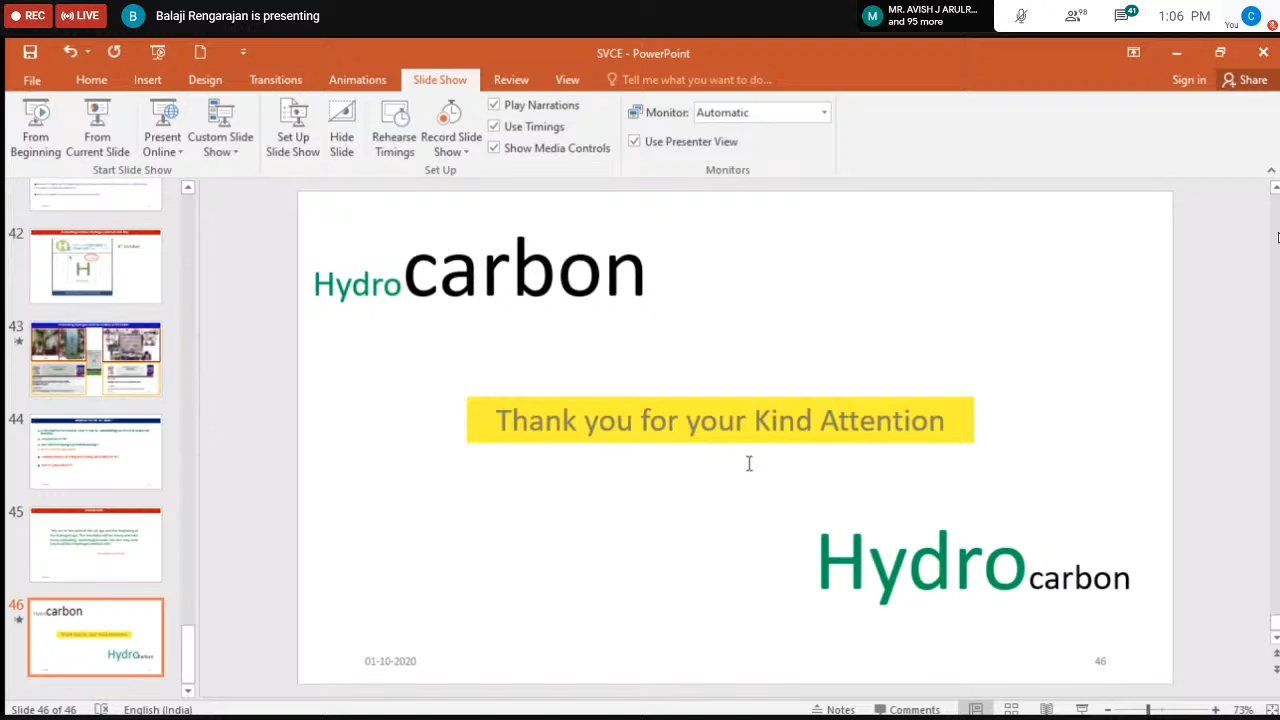 REC
LIVE
B
Balaji Rengarajan is presenting
M
MR. AVISH J ARULR...
and 95 more
98
41
1:06 PM
C
You
SVCE - PowerPoint
File
Home
Insert
Design
Transitions
Animations
Slide Show
Review
View
Tell me what you want to do...
Sign in
Share
From Beginning
From Current Slide
Present Online
Custom Slide Show
Start Slide Show
Set Up Slide Show
Hide Slide
Rehearse Timings
Record Slide Show
Play Narrations
Use Timings
Show Media Controls
Set Up
Monitor:
Automatic
Use Presenter View
Monitors
42
43
44
45
46
Hydrocarbon
Thank you for your Kind Attention
Hydrocarbon
01-10-2020
46
Slide 46 of 46
English (India)
Notes
Comments
73%